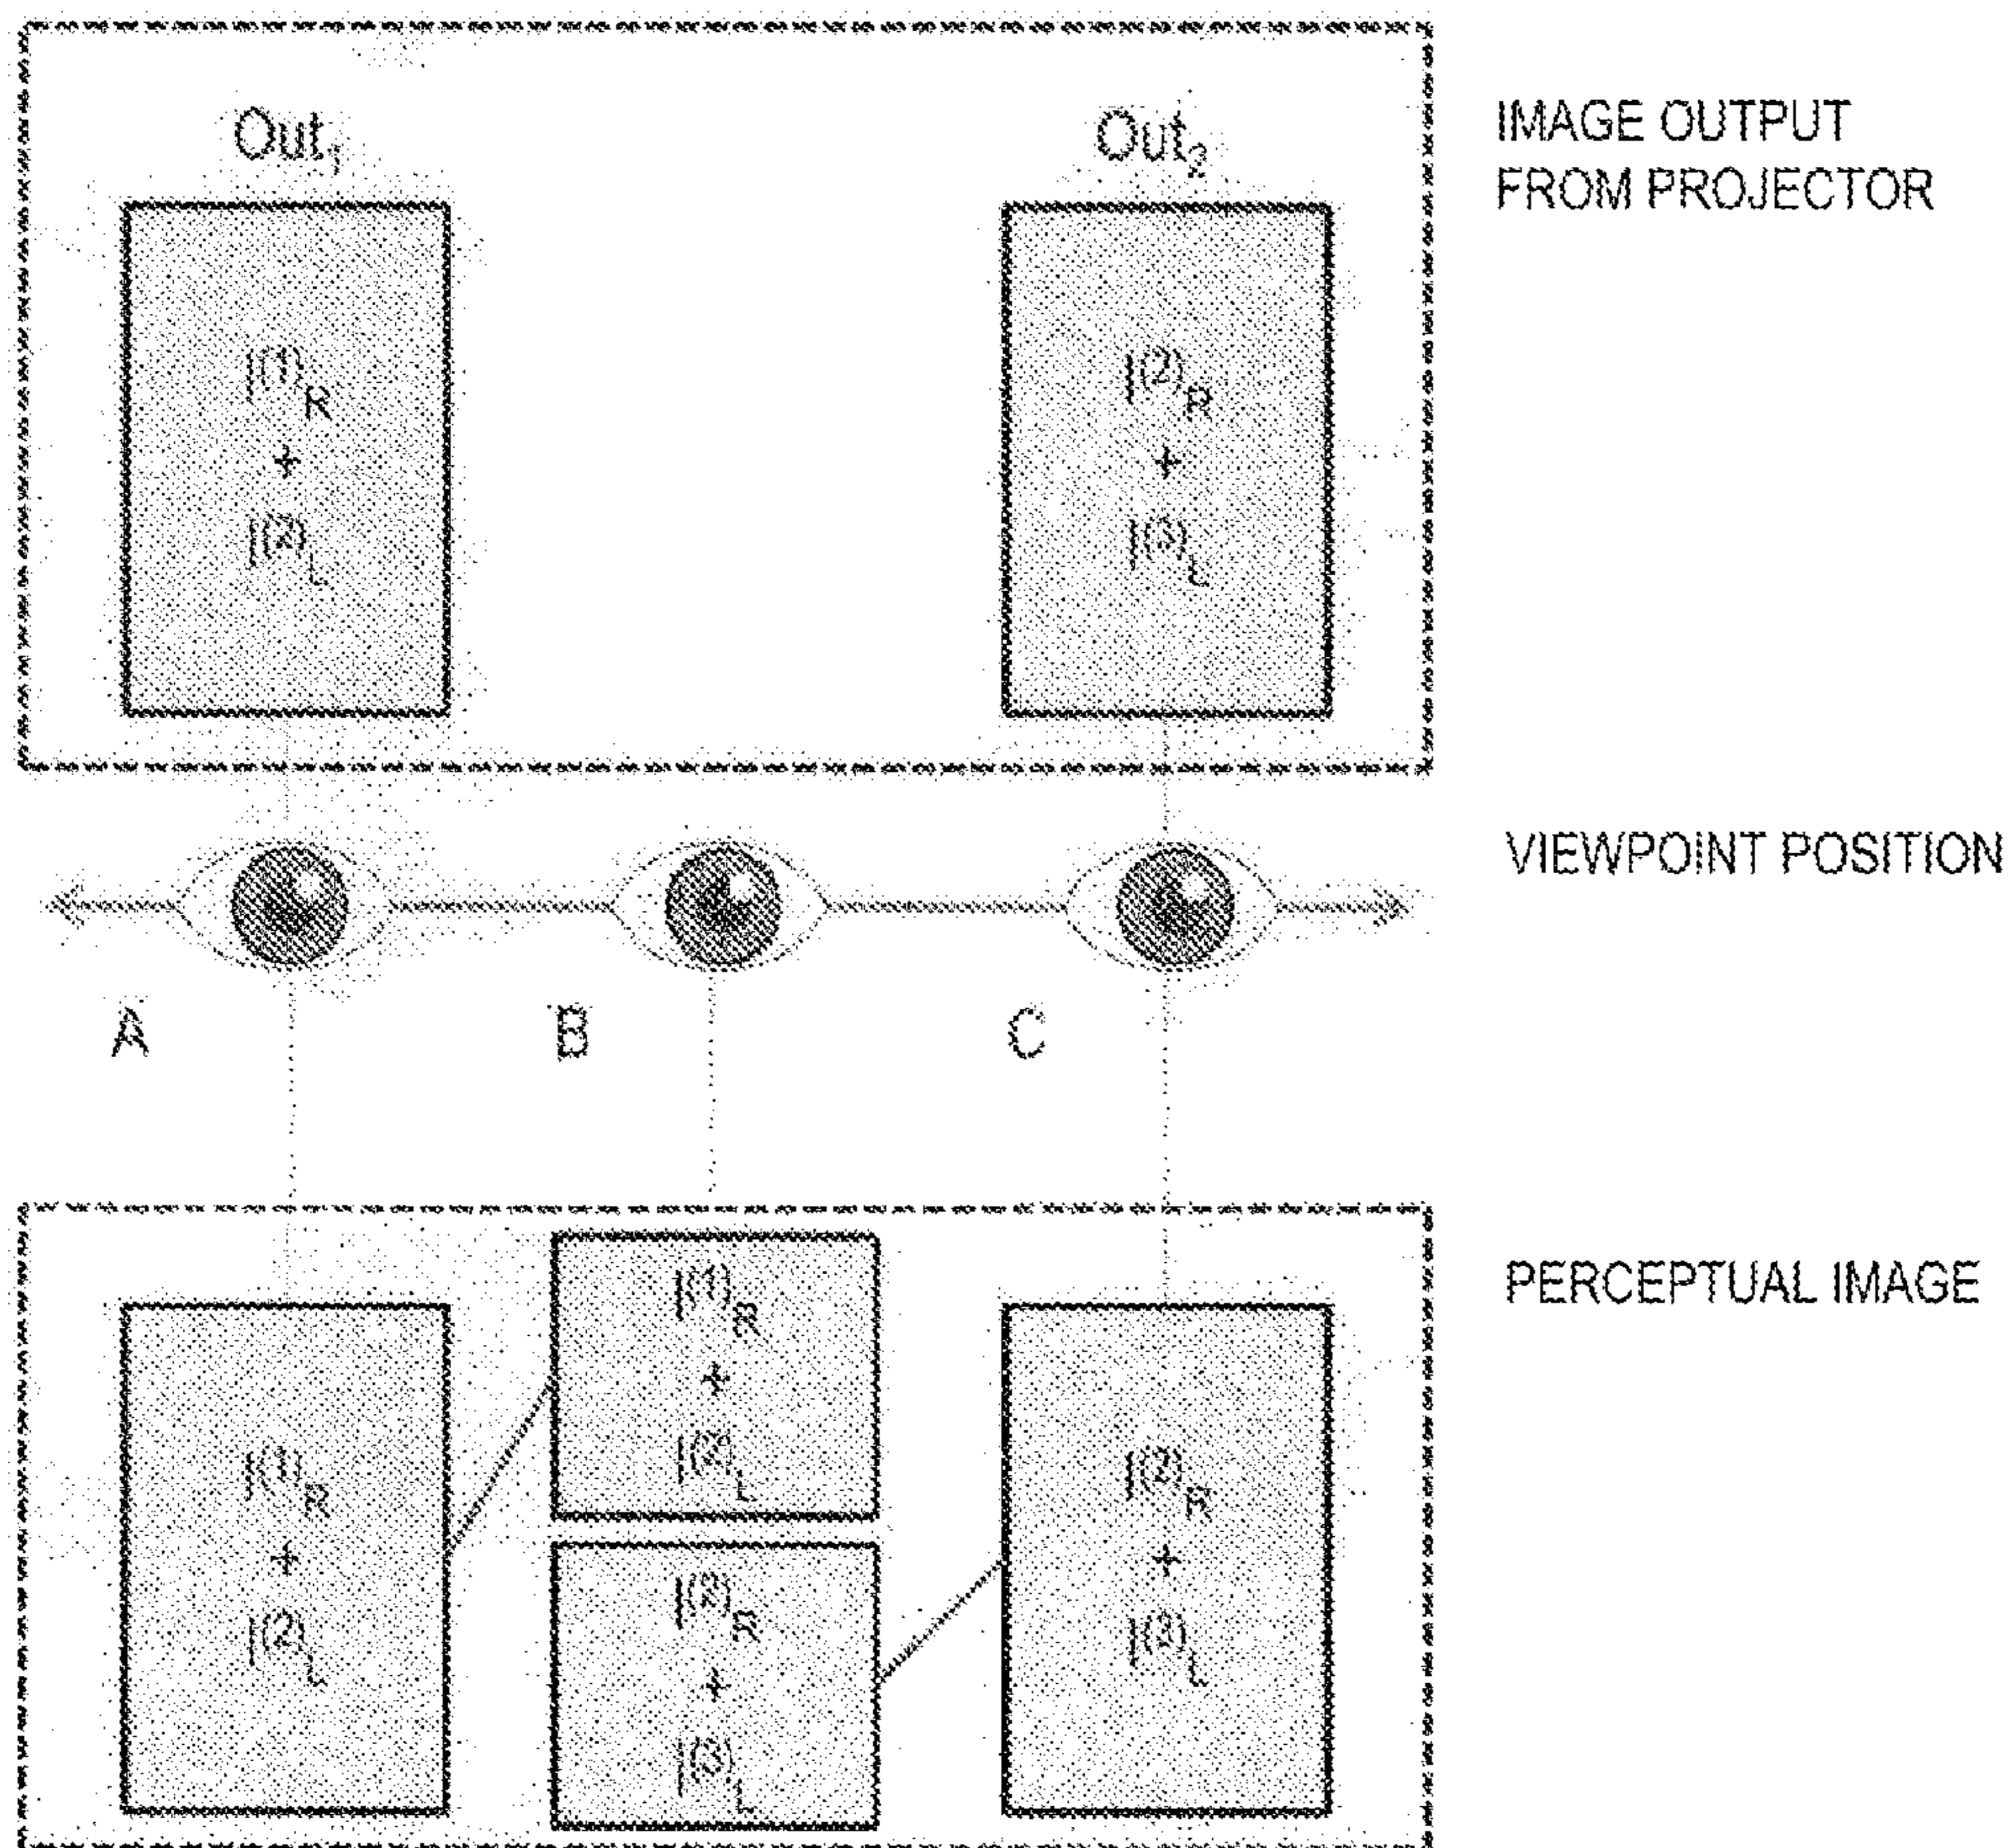 Out₁
Out₂
IMAGE OUTPUT
FROM PROJECTOR
I⁽¹⁾R
+
I⁽²⁾L
I⁽²⁾R
+
I⁽³⁾L
VIEWPOINT POSITION
A
B
C
PERCEPTUAL IMAGE
I⁽¹⁾R
+
I⁽²⁾L
I⁽¹⁾R
+
I⁽²⁾L
I⁽²⁾R
+
I⁽³⁾L
I⁽²⁾R
+
I⁽³⁾L